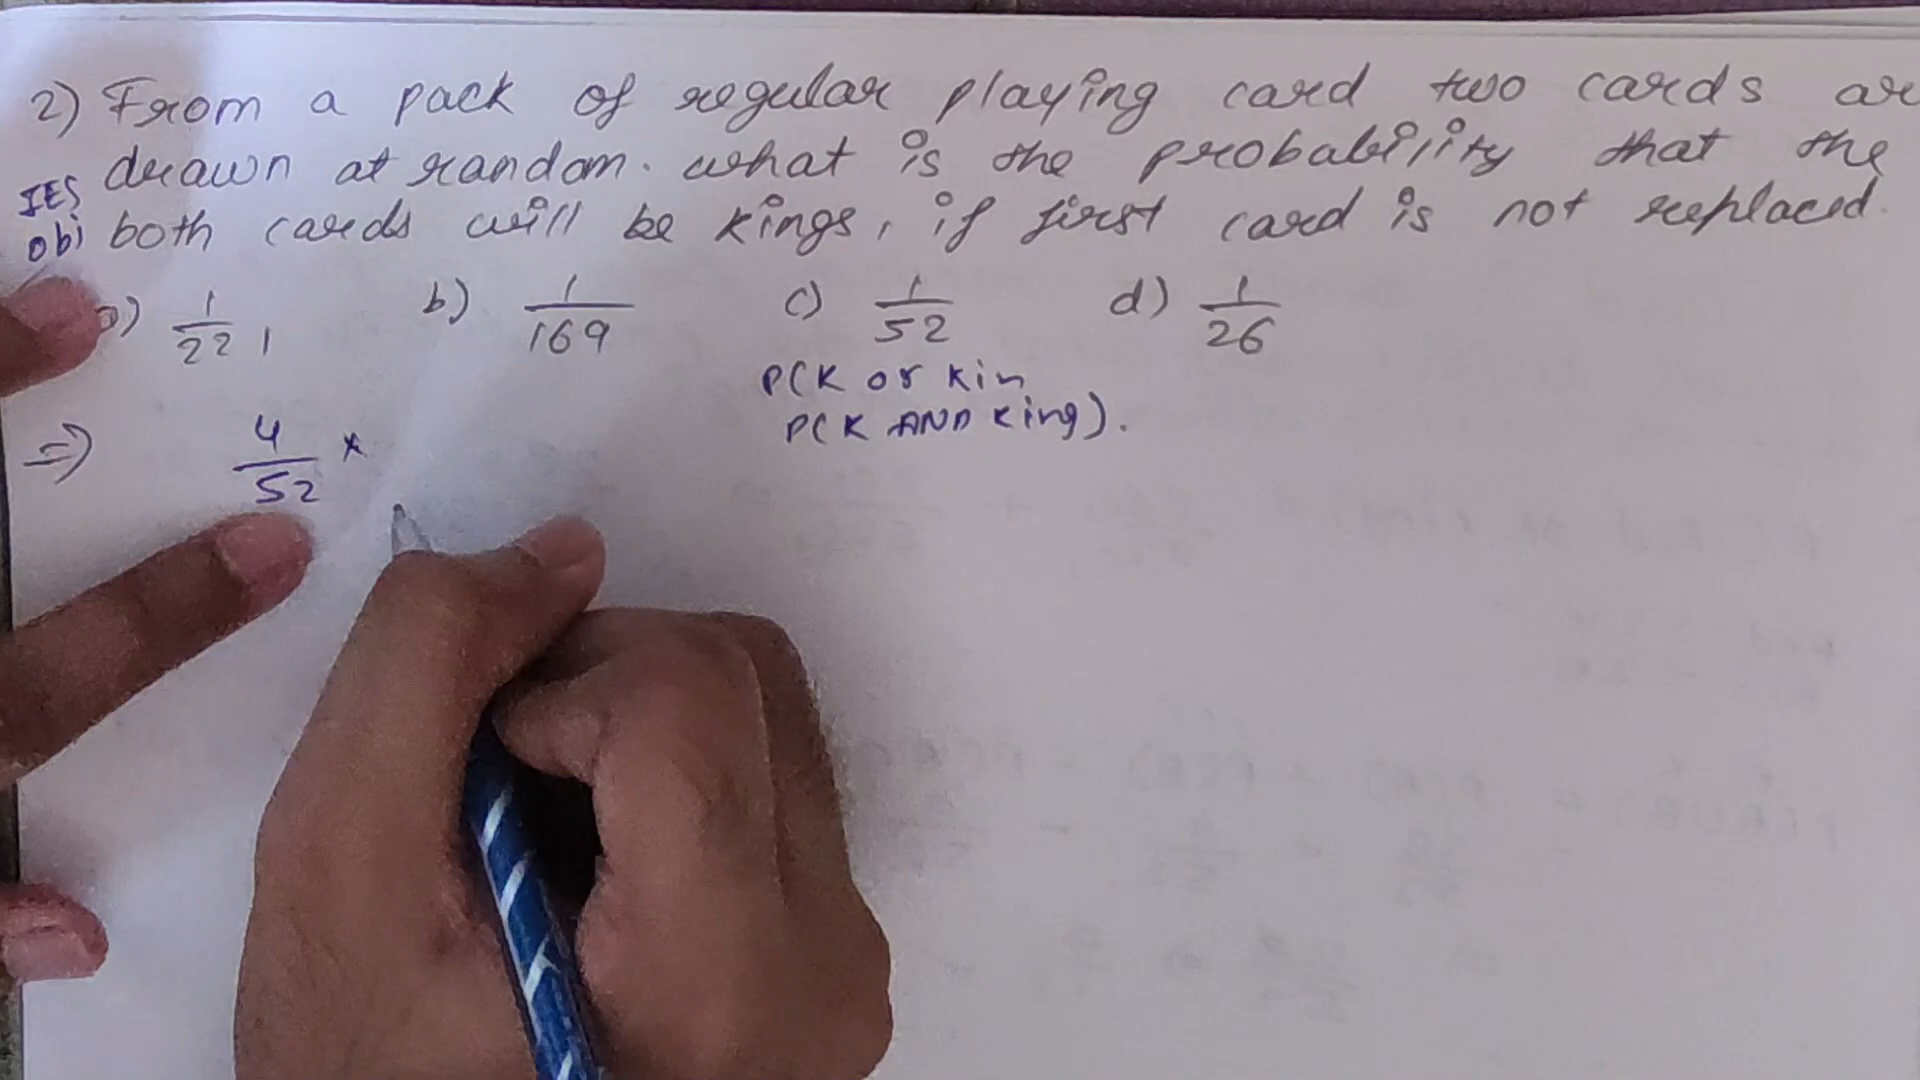 2) From a pack of regular playing card two cards ar
drawn at random. what is the probability that the
IES
both cards will be kings, if first card is not replaced.
obj
a) 1/221 b) 1/169 c) 1/52 d) 1/26
P(K or Kin
P(K AND King).
=> 4/52 *